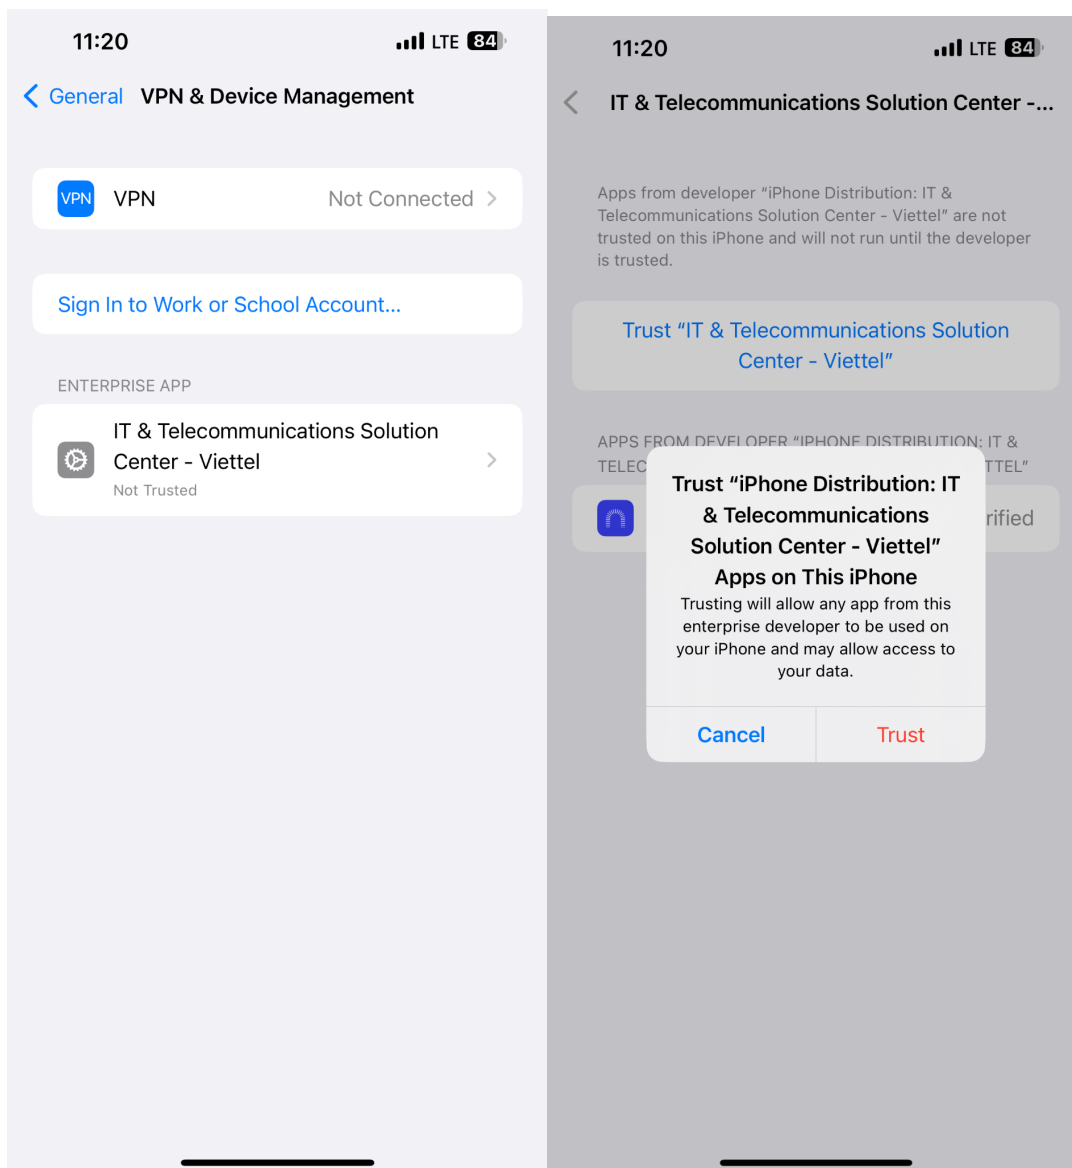 11:20
LTE 84
General VPN & Device Management
VPN VPN Not Connected
Sign In to Work or School Account...
ENTERPRISE APP
IT & Telecommunications Solution
Center - Viettel
Not Trusted
11:20
LTE 84
IT & Telecommunications Solution Center -...
Apps from developer “iPhone Distribution: IT &
Telecommunications Solution Center - Viettel” are not
trusted on this iPhone and will not run until the developer
is trusted.
Trust “IT & Telecommunications Solution
Center - Viettel”
APPS FROM DEVELOPER “IPHONE DISTRIBUTION: IT &
TELEC TTEL”
rified
Trust “iPhone Distribution: IT
& Telecommunications
Solution Center - Viettel”
Apps on This iPhone
Trusting will allow any app from this
enterprise developer to be used on
your iPhone and may allow access to
your data.
Cancel Trust